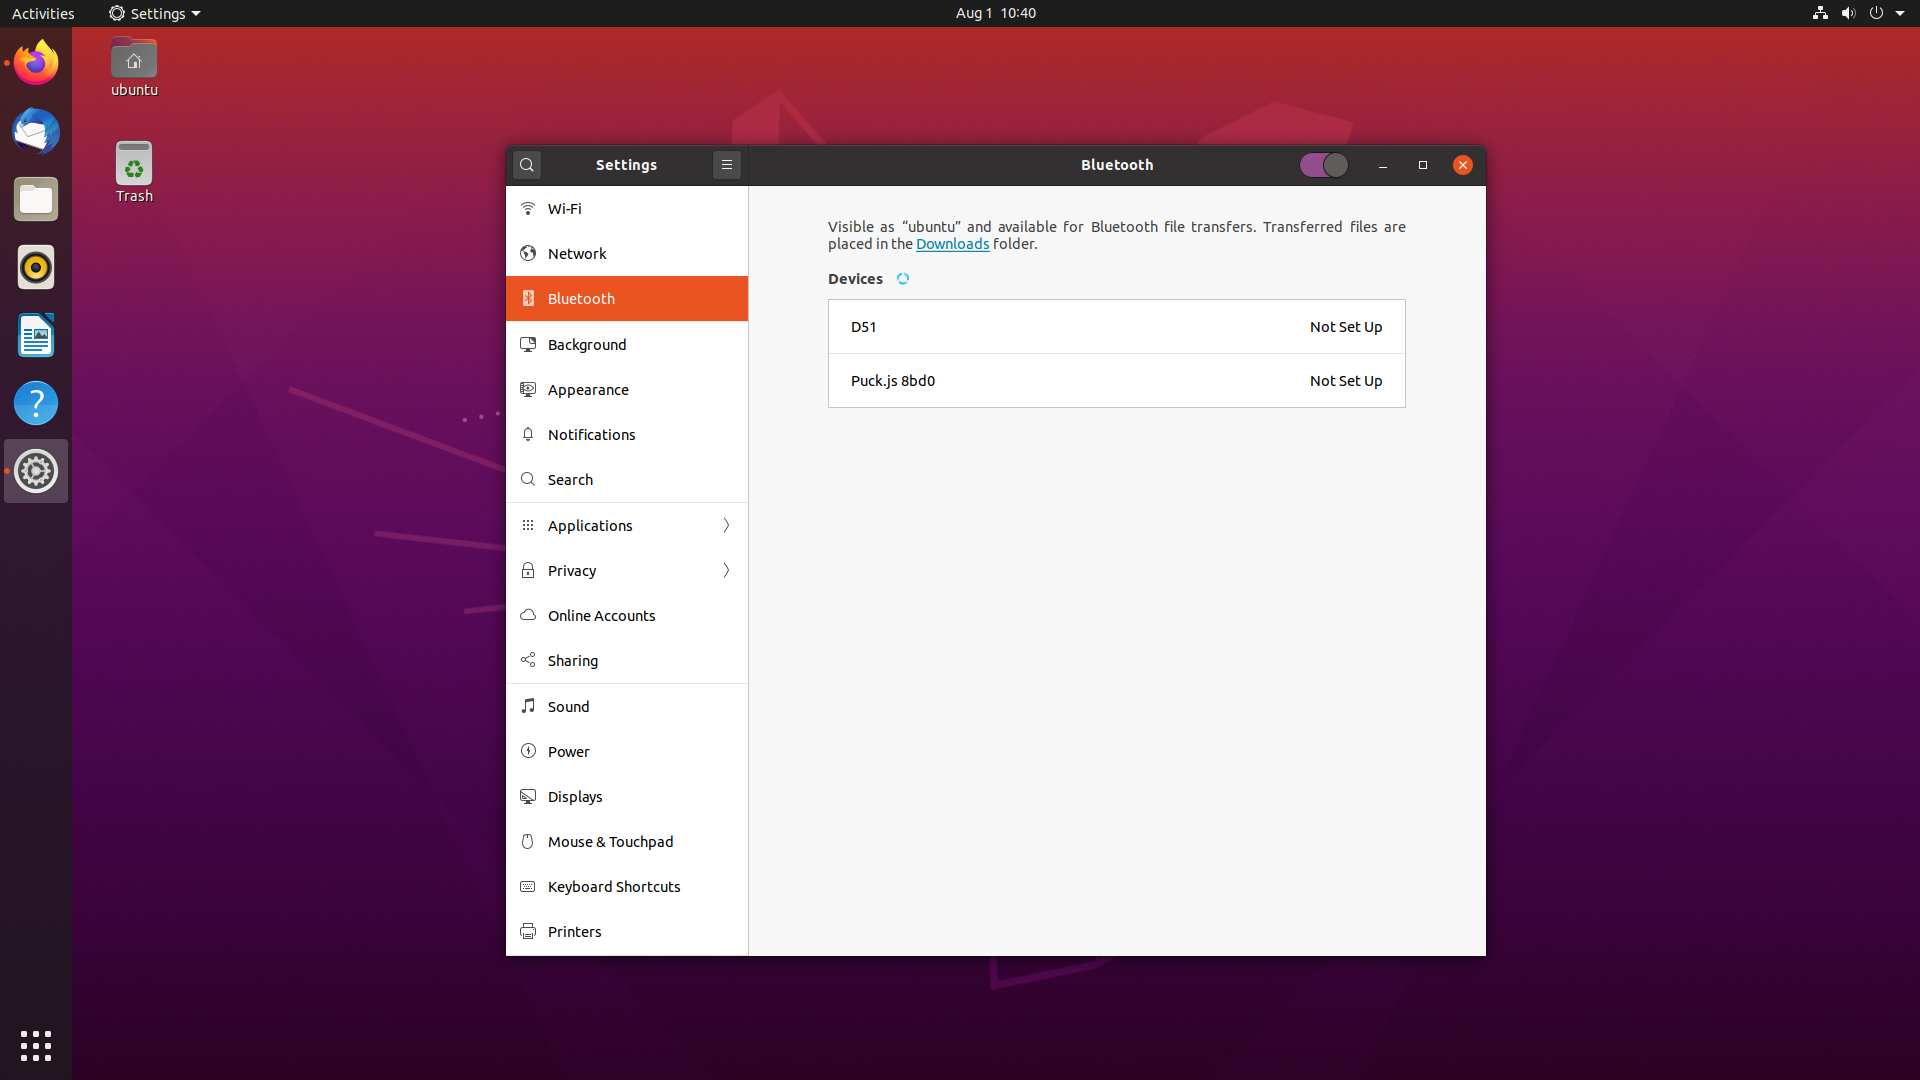 Activities
Settings
Aug 1 10:40
ubuntu
Trash
Settings
Bluetooth
Wi-Fi
Network
Bluetooth
Background
Appearance
Notifications
Search
Applications
Privacy
Online Accounts
Sharing
Sound
Power
Displays
Mouse & Touchpad
Keyboard Shortcuts
Printers
Visible as “ubuntu” and available for Bluetooth file transfers. Transferred files are
placed in the Downloads folder.
Devices
D51 Not Set Up
Puck.js 8bd0 Not Set Up